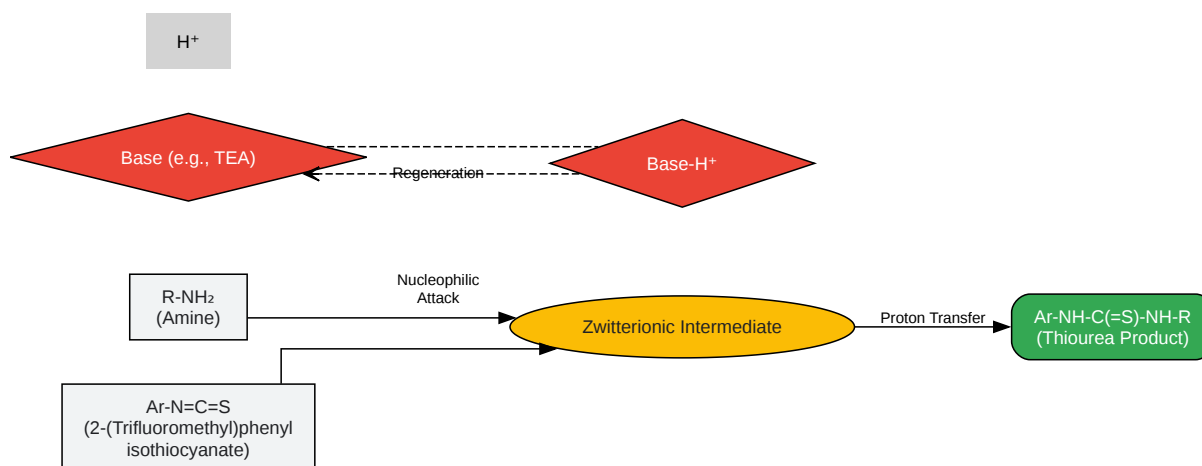 H⁺
Base (e.g., TEA)
Regeneration
Base-H⁺
R-NH₂
(Amine)
Nucleophilic
Attack
Zwitterionic Intermediate
Proton Transfer
Ar-NH-C(=S)-NH-R
(Thiourea Product)
Ar-N=C=S
(2-(Trifluoromethyl)phenyl
isothiocyanate)